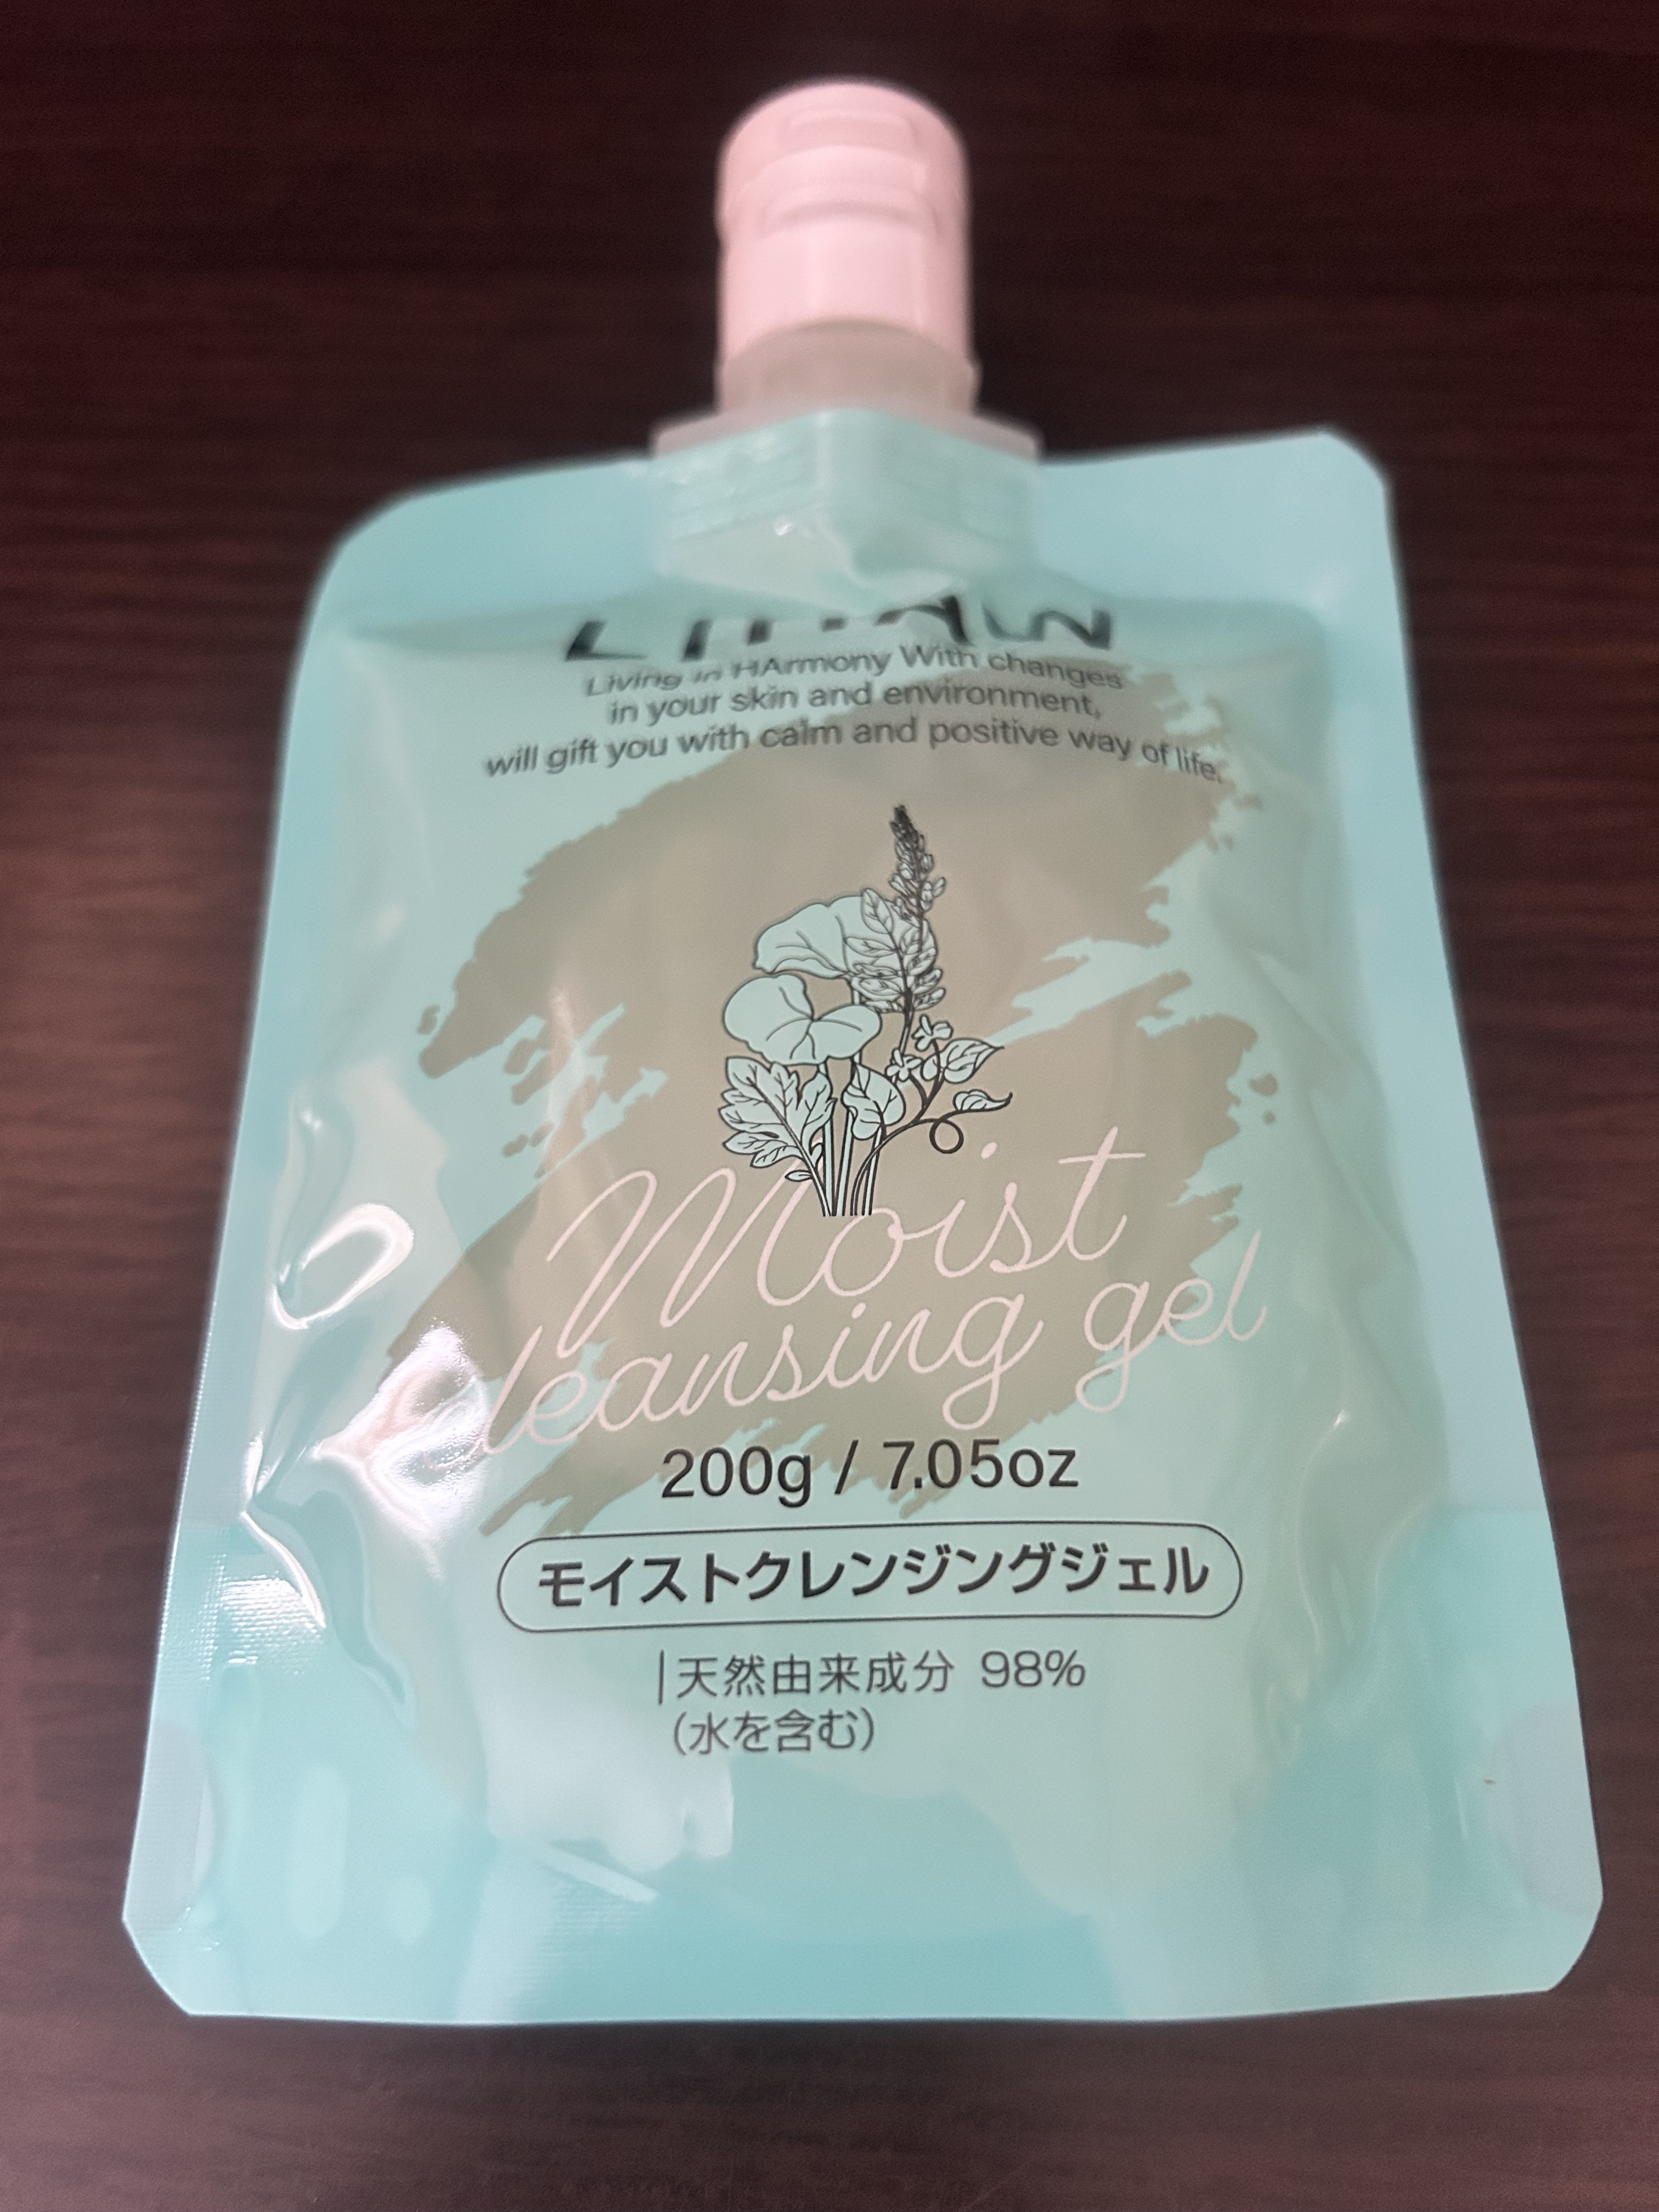 LIHAW
Living in HArmony With changes
in your skin and environment,
will gift you with calm and positive way of life.
Moist
cleansing gel
200g / 7.05oz
モイストクレンジングジェル
天然由来成分 98%
(水を含む)